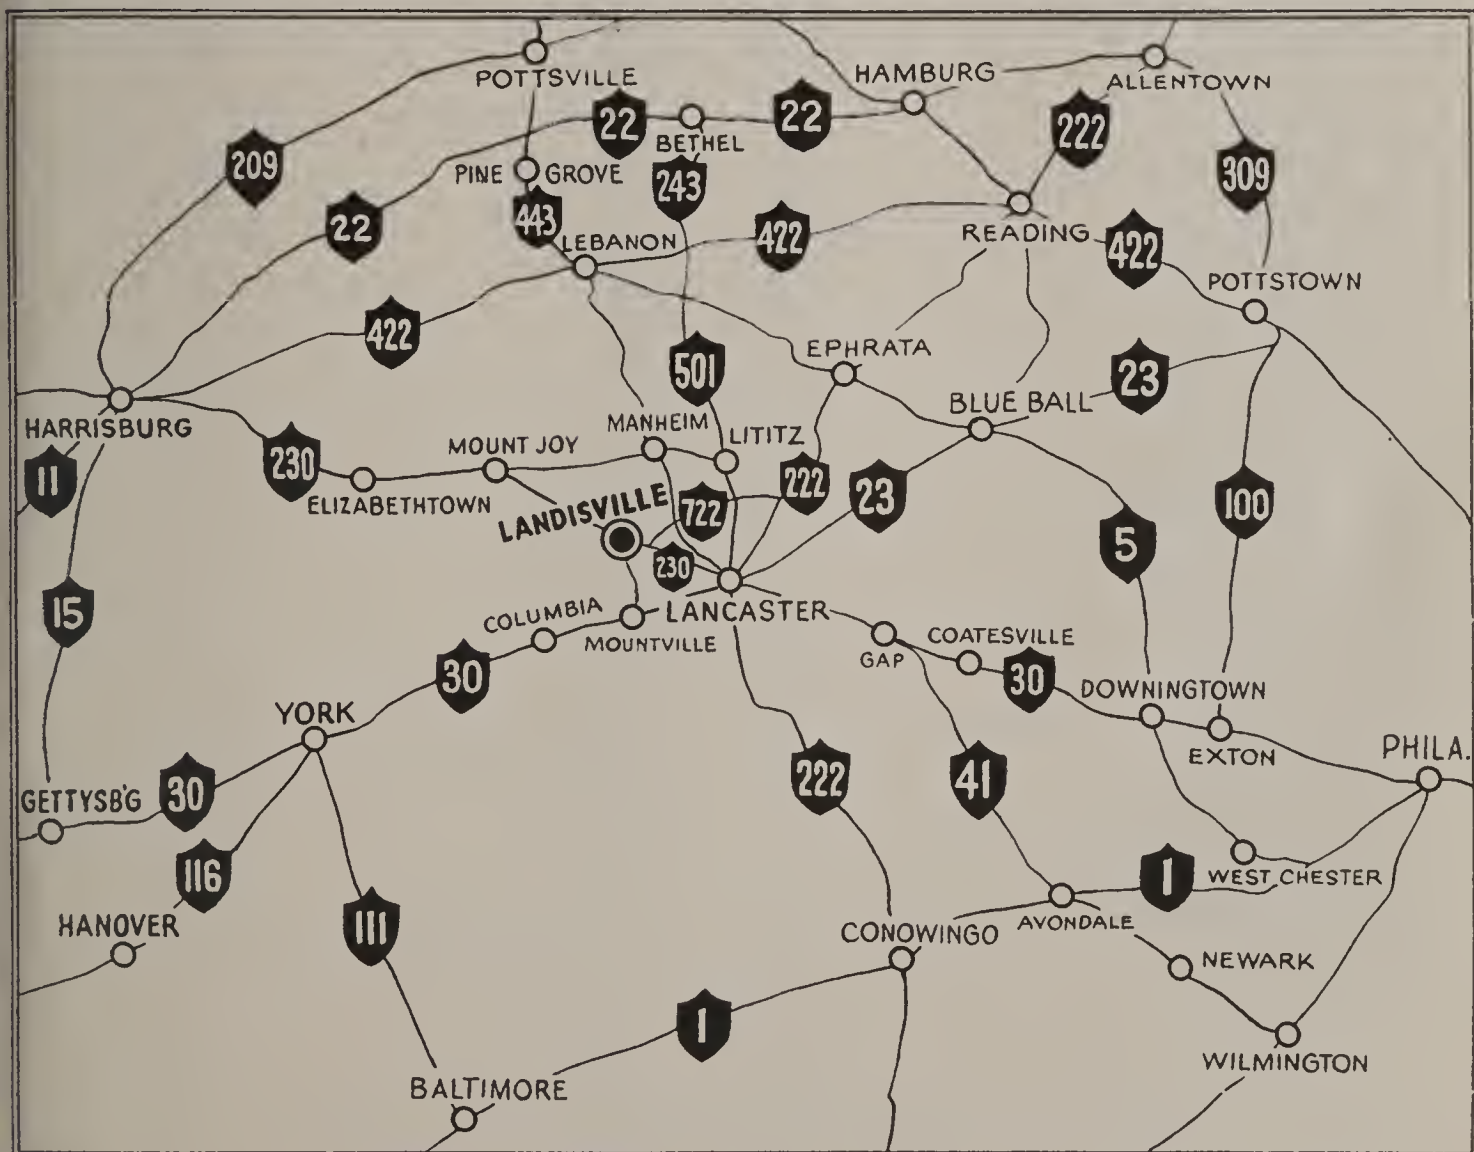 POTTSVILLE
HAMBURG
ALLENTOWN
22
22
222
BETHEL
209
PINE GROVE
243
309
443
22
LEBANON
422
READING
422
POTTSTOWN
422
EPHRATA
501
23
BLUE BALL
HARRISBURG
MANHEIM
LITITZ
MOUNT JOY
11
230
ELIZABETHTOWN
222
23
100
LANDISVILLE
722
5
230
15
COLUMBIA
LANCASTER
MOUNTVILLE
COATESVILLE
GAP
30
30
DOWNINGTOWN
YORK
EXTON
PHILA.
30
222
41
GETTYSB'G
116
1
WEST CHESTER
HANOVER
111
CONOWINGO
AVONDALE
NEWARK
1
WILMINGTON
BALTIMORE